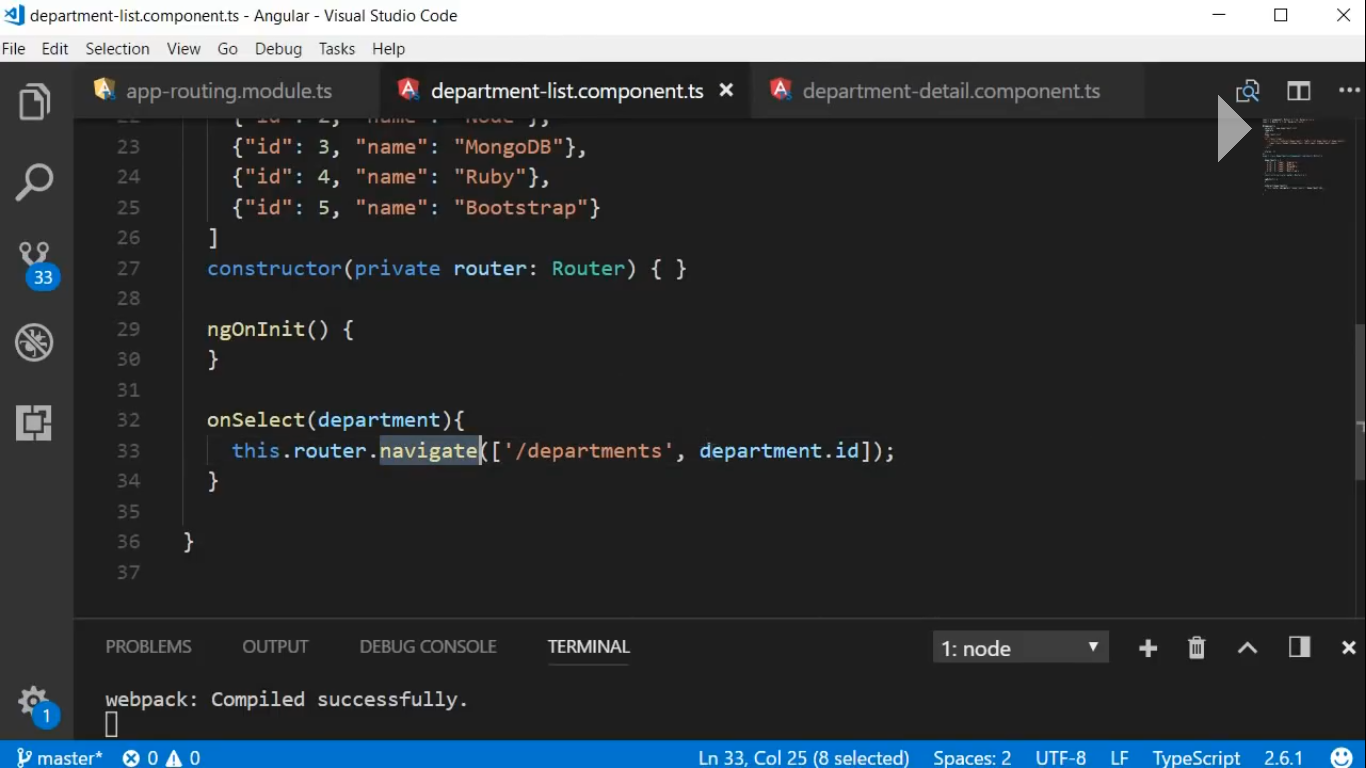 department-list.component.ts - Angular - Visual Studio Code
File Edit Selection View Go Debug Tasks Help
app-routing.module.ts department-list.component.ts × department-detail.component.ts ...
23 {"id": 3, "name": "MongoDB"},
24 {"id": 4, "name": "Ruby"},
25 {"id": 5, "name": "Bootstrap"}
26 ]
27 constructor(private router: Router) { }
28
29 ngOnInit() {
30 }
31
32 onSelect(department){
33 this.router.navigate(['/departments', department.id]);
34 }
35
36 }
37
33
PROBLEMS OUTPUT DEBUG CONSOLE TERMINAL 1: node
webpack: Compiled successfully.
1
master* 0 0 Ln 33, Col 25 (8 selected) Spaces: 2 UTF-8 LF TypeScript 2.6.1